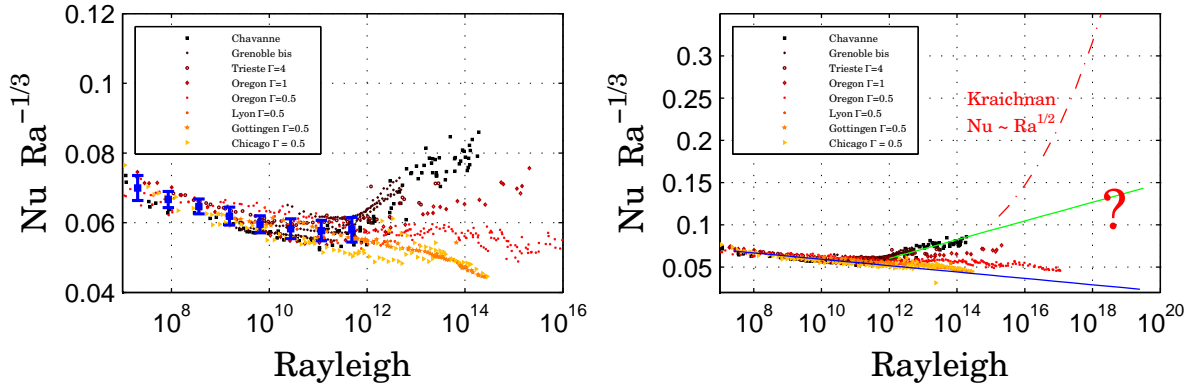 0.12
0.1
0.08
0.06
0.04
Nu Ra^{-1/3}
Chavanne
Grenoble bis
Trieste Γ=4
Oregon Γ=1
Oregon Γ=0.5
Lyon Γ=0.5
Gottingen Γ=0.5
Chicago Γ = 0.5
10^8
10^{10}
10^{12}
10^{14}
10^{16}
Rayleigh
0.35
0.3
0.25
0.2
0.15
0.1
0.05
Nu Ra^{-1/3}
Chavanne
Grenoble bis
Trieste Γ=4
Oregon Γ=1
Oregon Γ=0.5
Lyon Γ=0.5
Gottingen Γ=0.5
Chicago Γ = 0.5
Kraichnan
Nu ~ Ra^{1/2}
?
10^8
10^{10}
10^{12}
10^{14}
10^{16}
10^{18}
10^{20}
Rayleigh